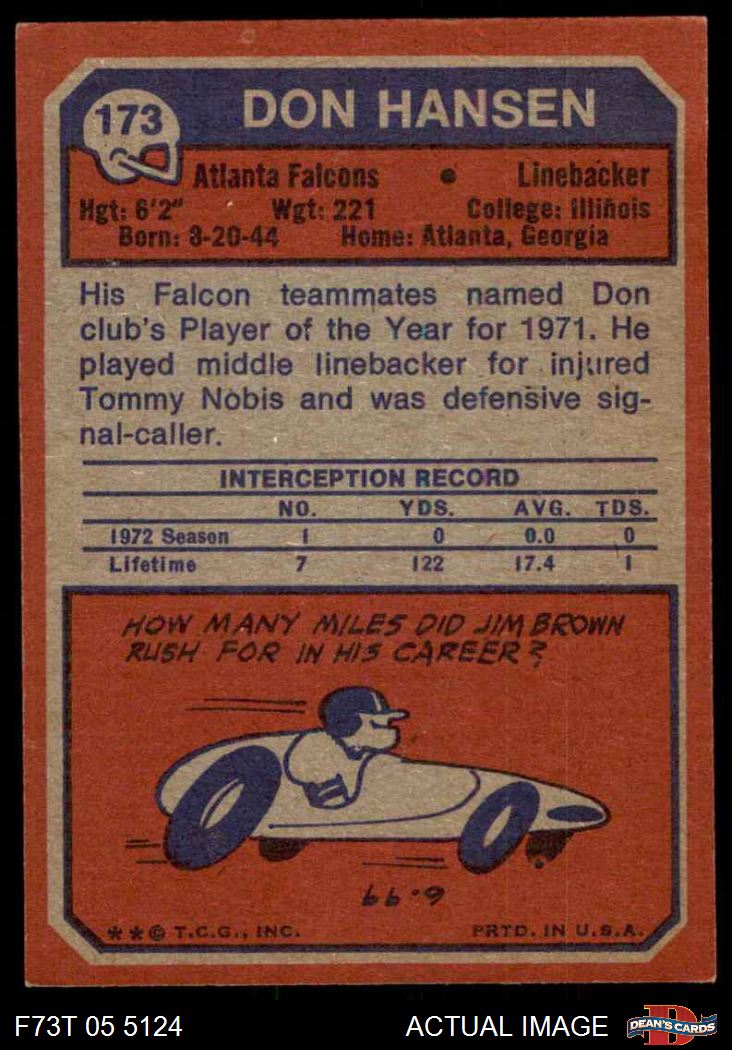 173
DON HANSEN
Atlanta Falcons • Linebacker
Hgt: 6'2" Wgt: 221 College: Illinois
Born: 8-20-44 Home: Atlanta, Georgia
His Falcon teammates named Don
club's Player of the Year for 1971. He
played middle linebacker for injured
Tommy Nobis and was defensive sig-
nal-caller.
INTERCEPTION RECORD
NO. YDS. AVG. TDS.
1972 Season 1 0 0.0 0
Lifetime 7 122 17.4 1
HOW MANY MILES DID JIM BROWN
RUSH FOR IN HIS CAREER?
6.99
**© T.C.G., INC. PRTD. IN U.S.A.
F73T 05 5124 ACTUAL IMAGE DEAN'S CARDS